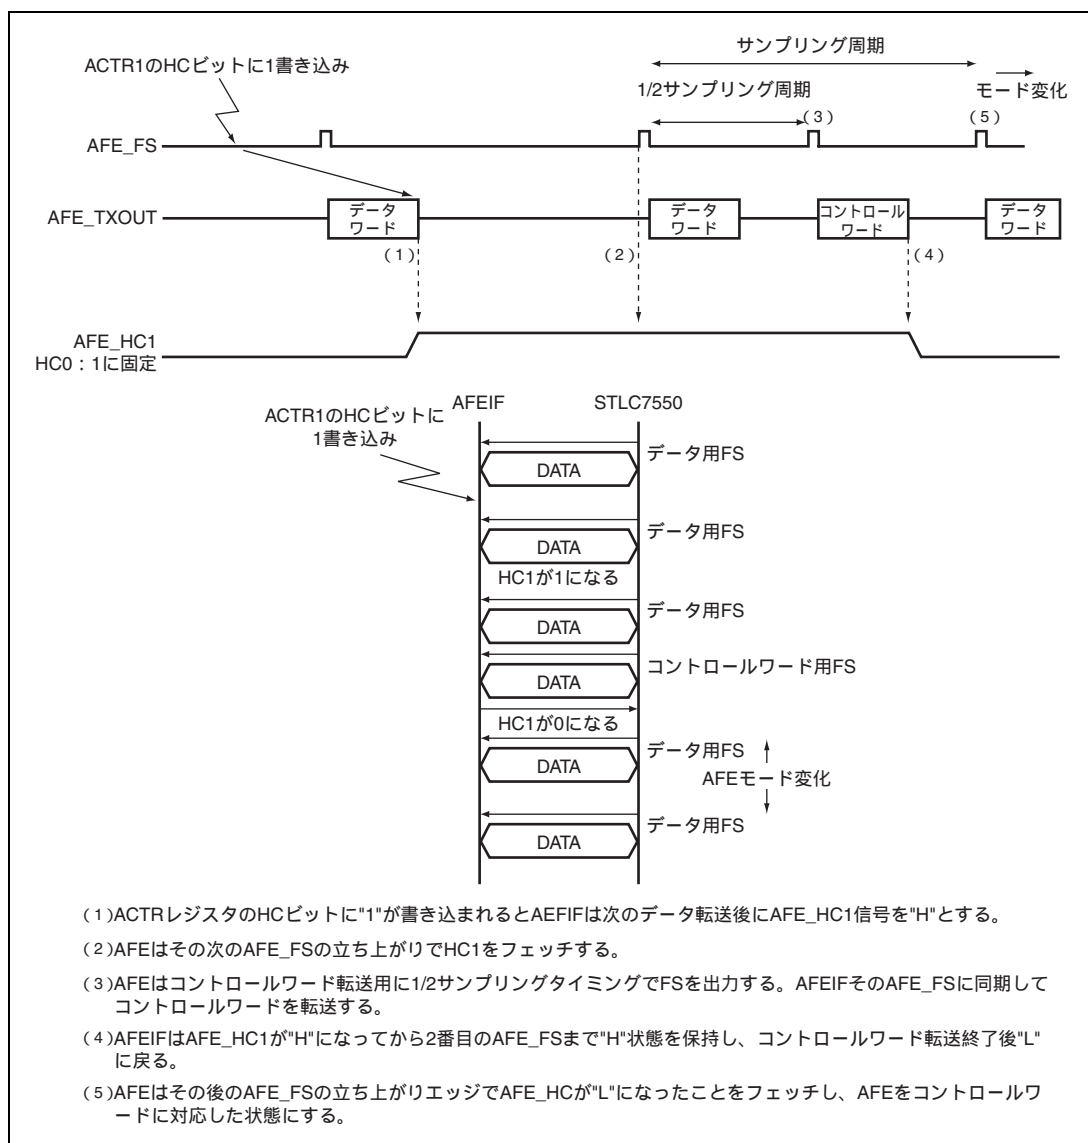 サンプリング周期
ACTR1のHCビットに1書き込み
1/2サンプリング周期
モード変化
(3)
(5)
AFE_FS
AFE_TXOUT
データ
ワード
データ
ワード
コントロール
ワード
データ
ワード
(1)
(2)
(4)
AFE_HC1
HC0：1に固定
ACTR1のHCビットに
1書き込み
AFEIF
STLC7550
データ用FS
DATA
データ用FS
DATA
HC1が1になる
データ用FS
DATA
コントロールワード用FS
DATA
HC1が0になる
データ用FS
DATA
AFEモード変化
データ用FS
DATA
(1)ACTRレジスタのHCビットに"1"が書き込まれるとAEFIFは次のデータ転送後にAFE_HC1信号を"H"とする。
(2)AFEはその次のAFE_FSの立ち上がりでHC1をフェッチする。
(3)AFEはコントロールワード転送用に1/2サンプリングタイミングでFSを出力する。AFEIFそのAFE_FSに同期して
コントロールワードを転送する。
(4)AFEIFはAFE_HC1が"H"になってから2番目のAFE_FSまで"H"状態を保持し、コントロールワード転送終了後"L"
に戻る。
(5)AFEはその後のAFE_FSの立ち上がりエッジでAFE_HCが"L"になったことをフェッチし、AFEをコントロールワ
ードに対応した状態にする。